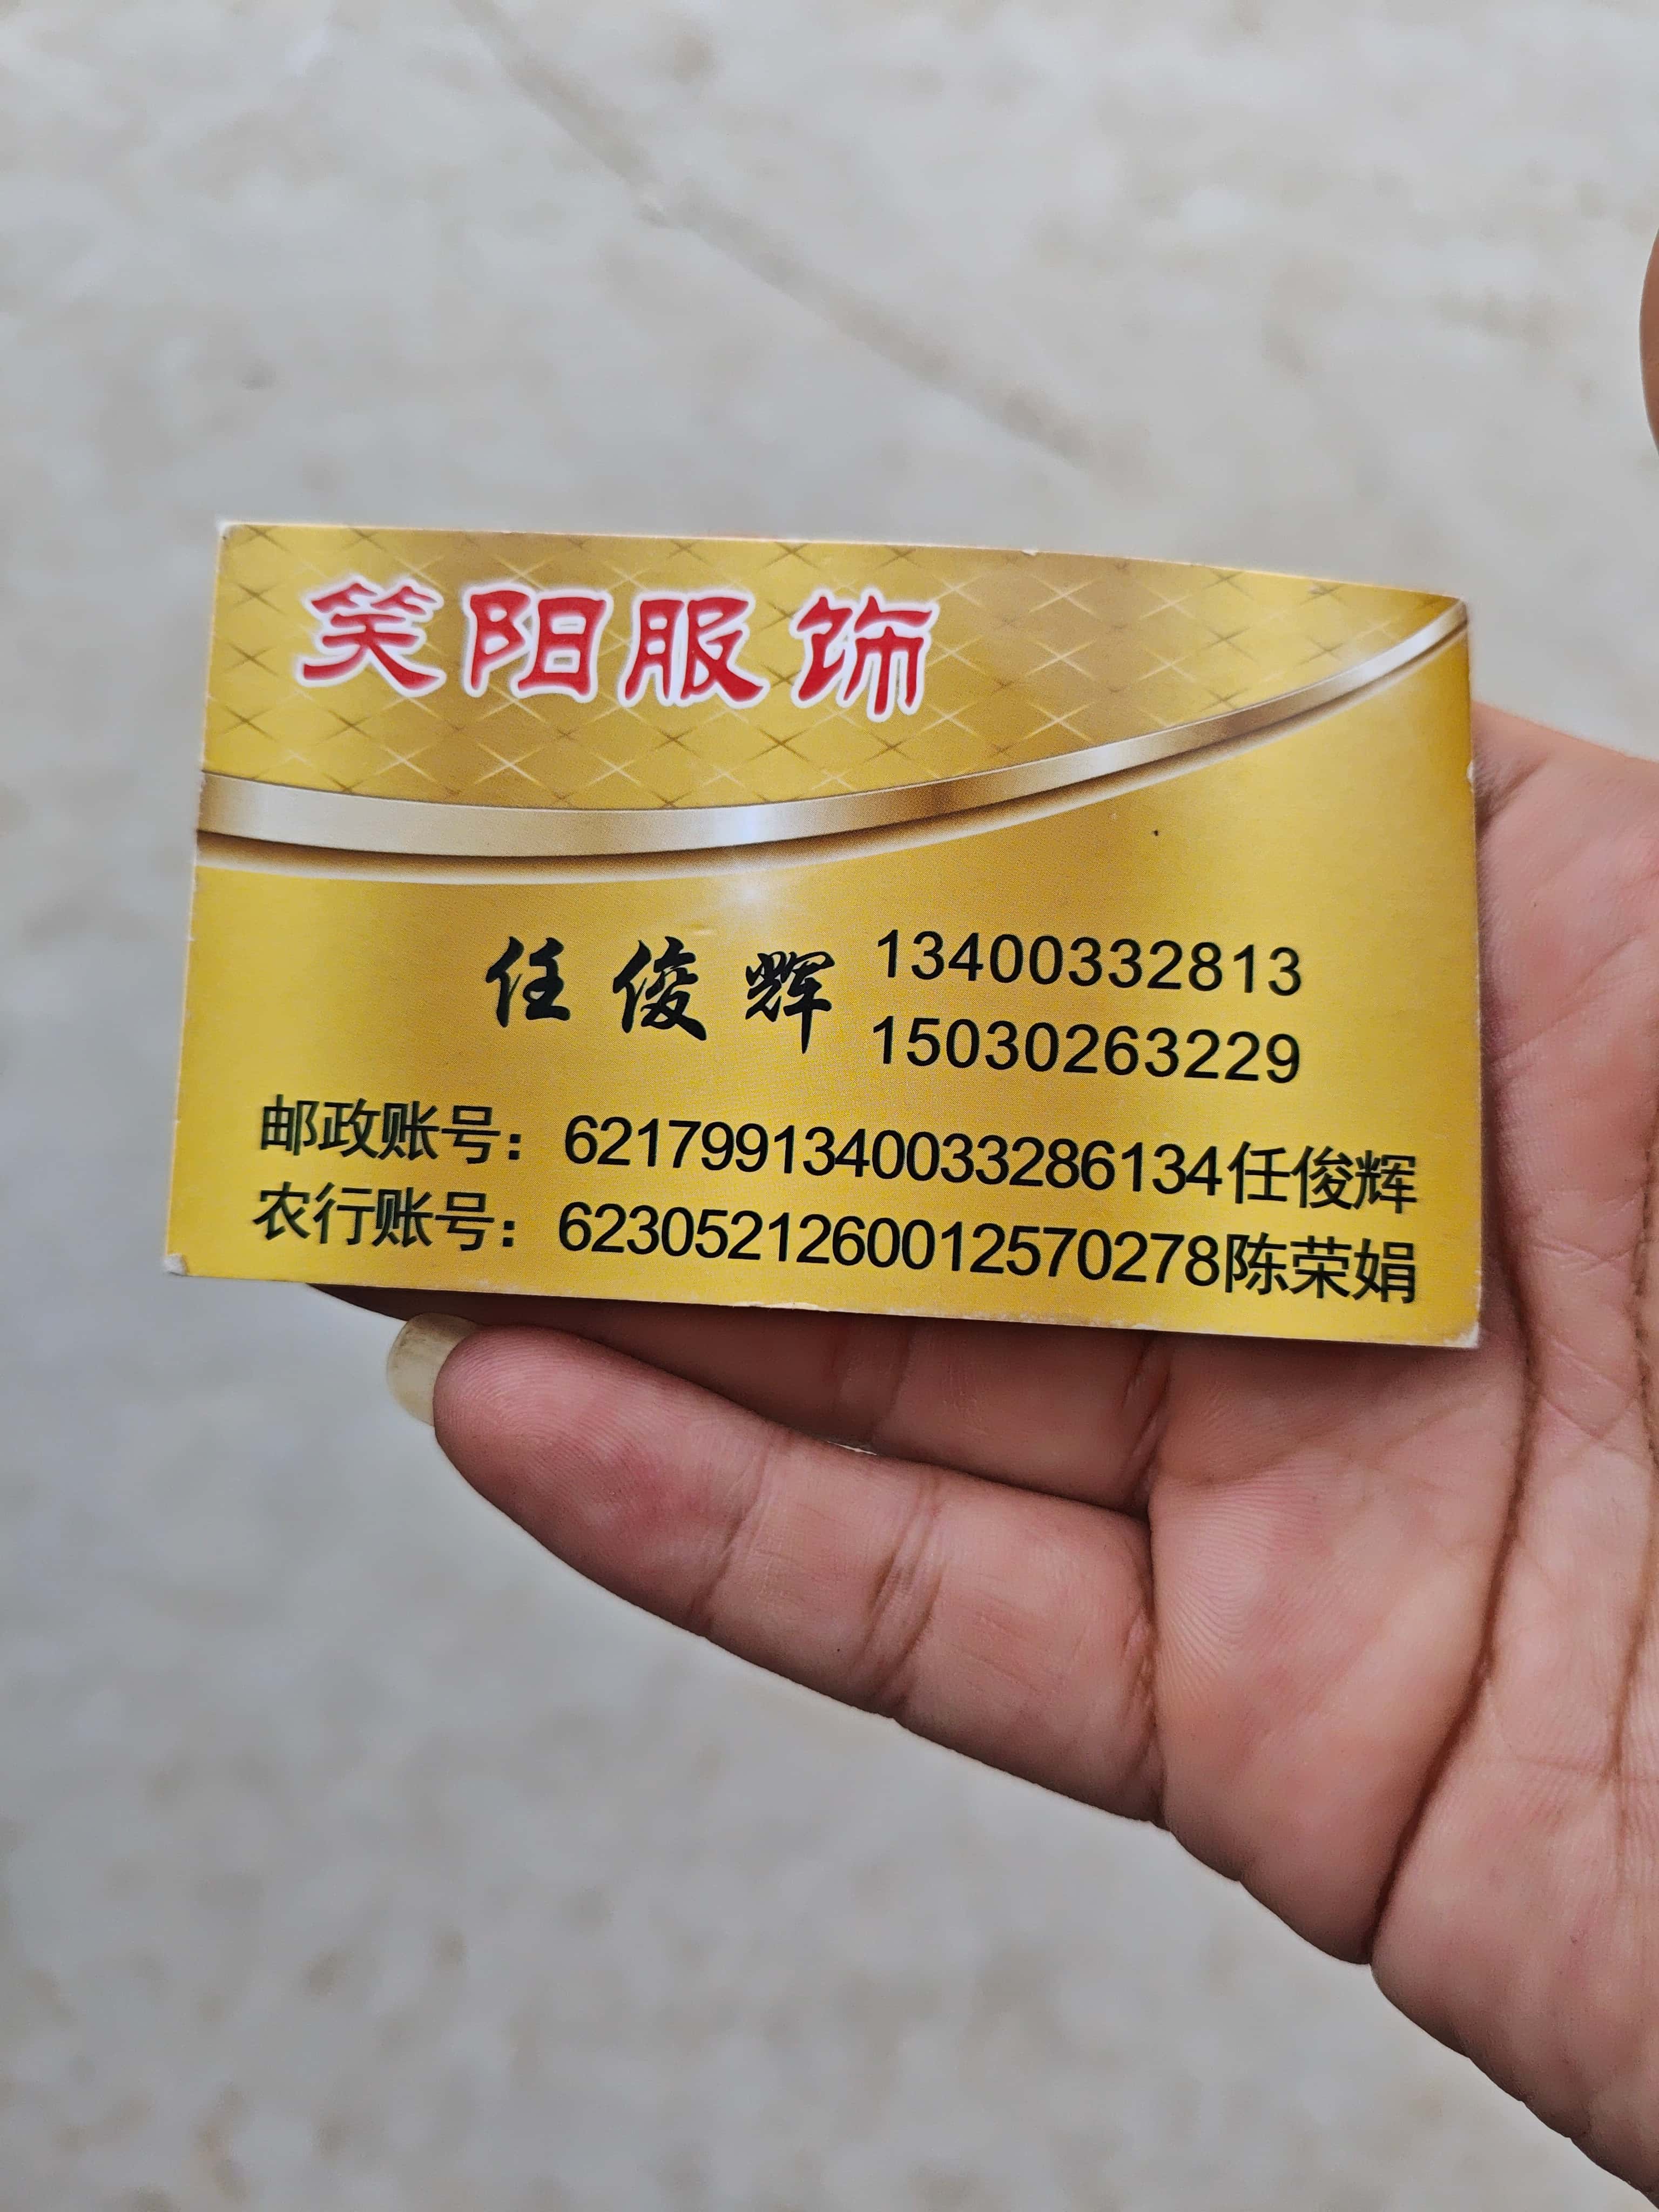 笑阳服饰
任俊辉 13400332813
15030263229
邮政账号：6217991340033286134任俊辉
农行账号：6230521260012570278陈荣娟